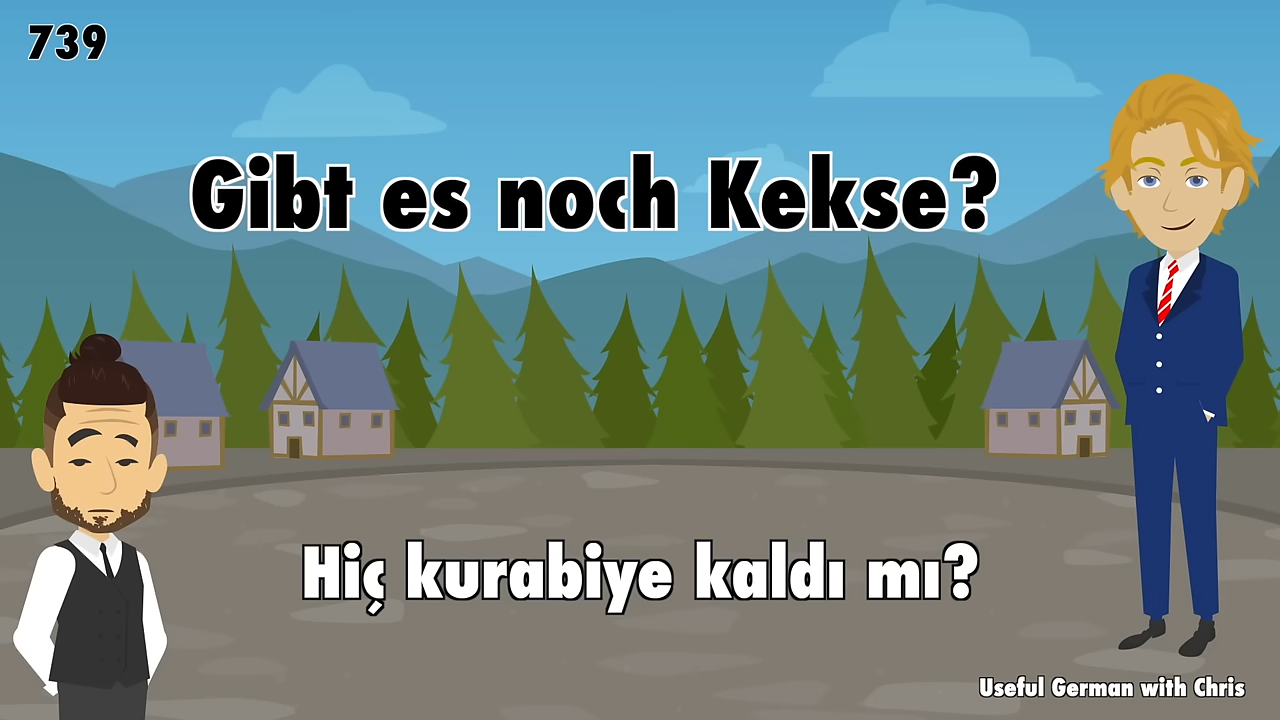 739
Gibt es noch Kekse?
Hiç kurabiye kaldı mı?
Useful German with Chris